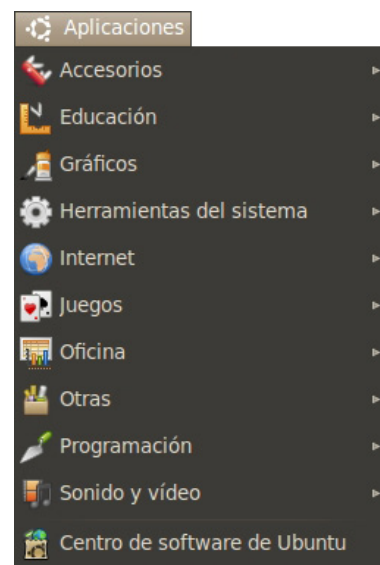 Aplicaciones
Accesorios
Educación
Gráficos
Herramientas del sistema
Internet
Juegos
Oficina
Otras
Programación
Sonido y vídeo
Centro de software de Ubuntu